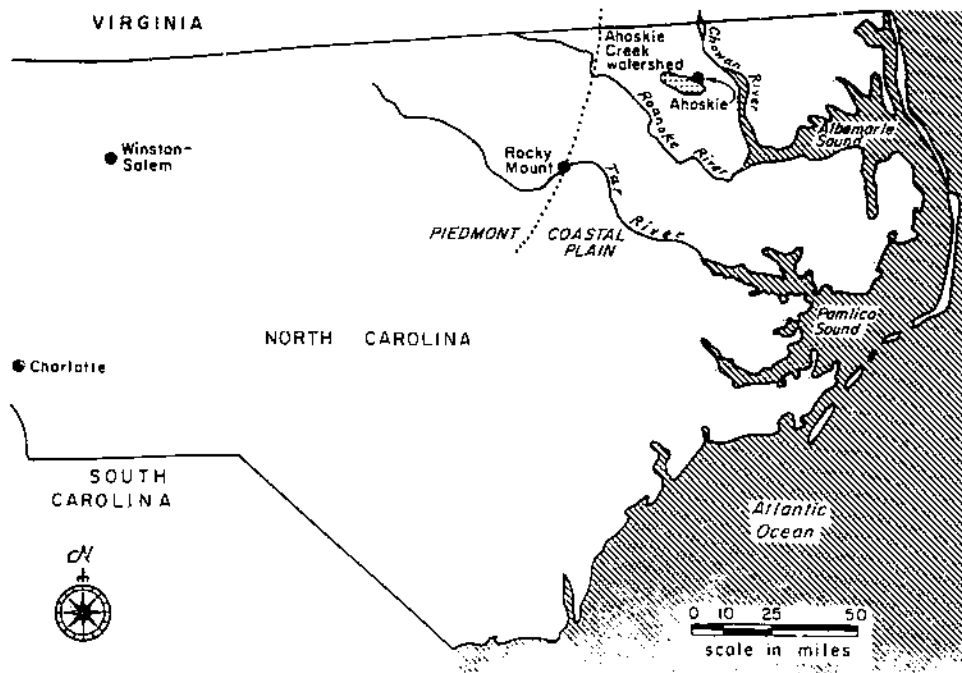 VIRGINIA
Ahoskie
Creek
watershed
Chowan
River
Ahoskie
Roanoke
River
Albemarle
Sound
Winston-
Salem
Rocky
Mount
Tar
River
PIEDMONT
COASTAL
PLAIN
Pamlico
Sound
NORTH CAROLINA
Charlotte
SOUTH
CAROLINA
Atlantic
Ocean
N
0 10 25 50
scale in miles